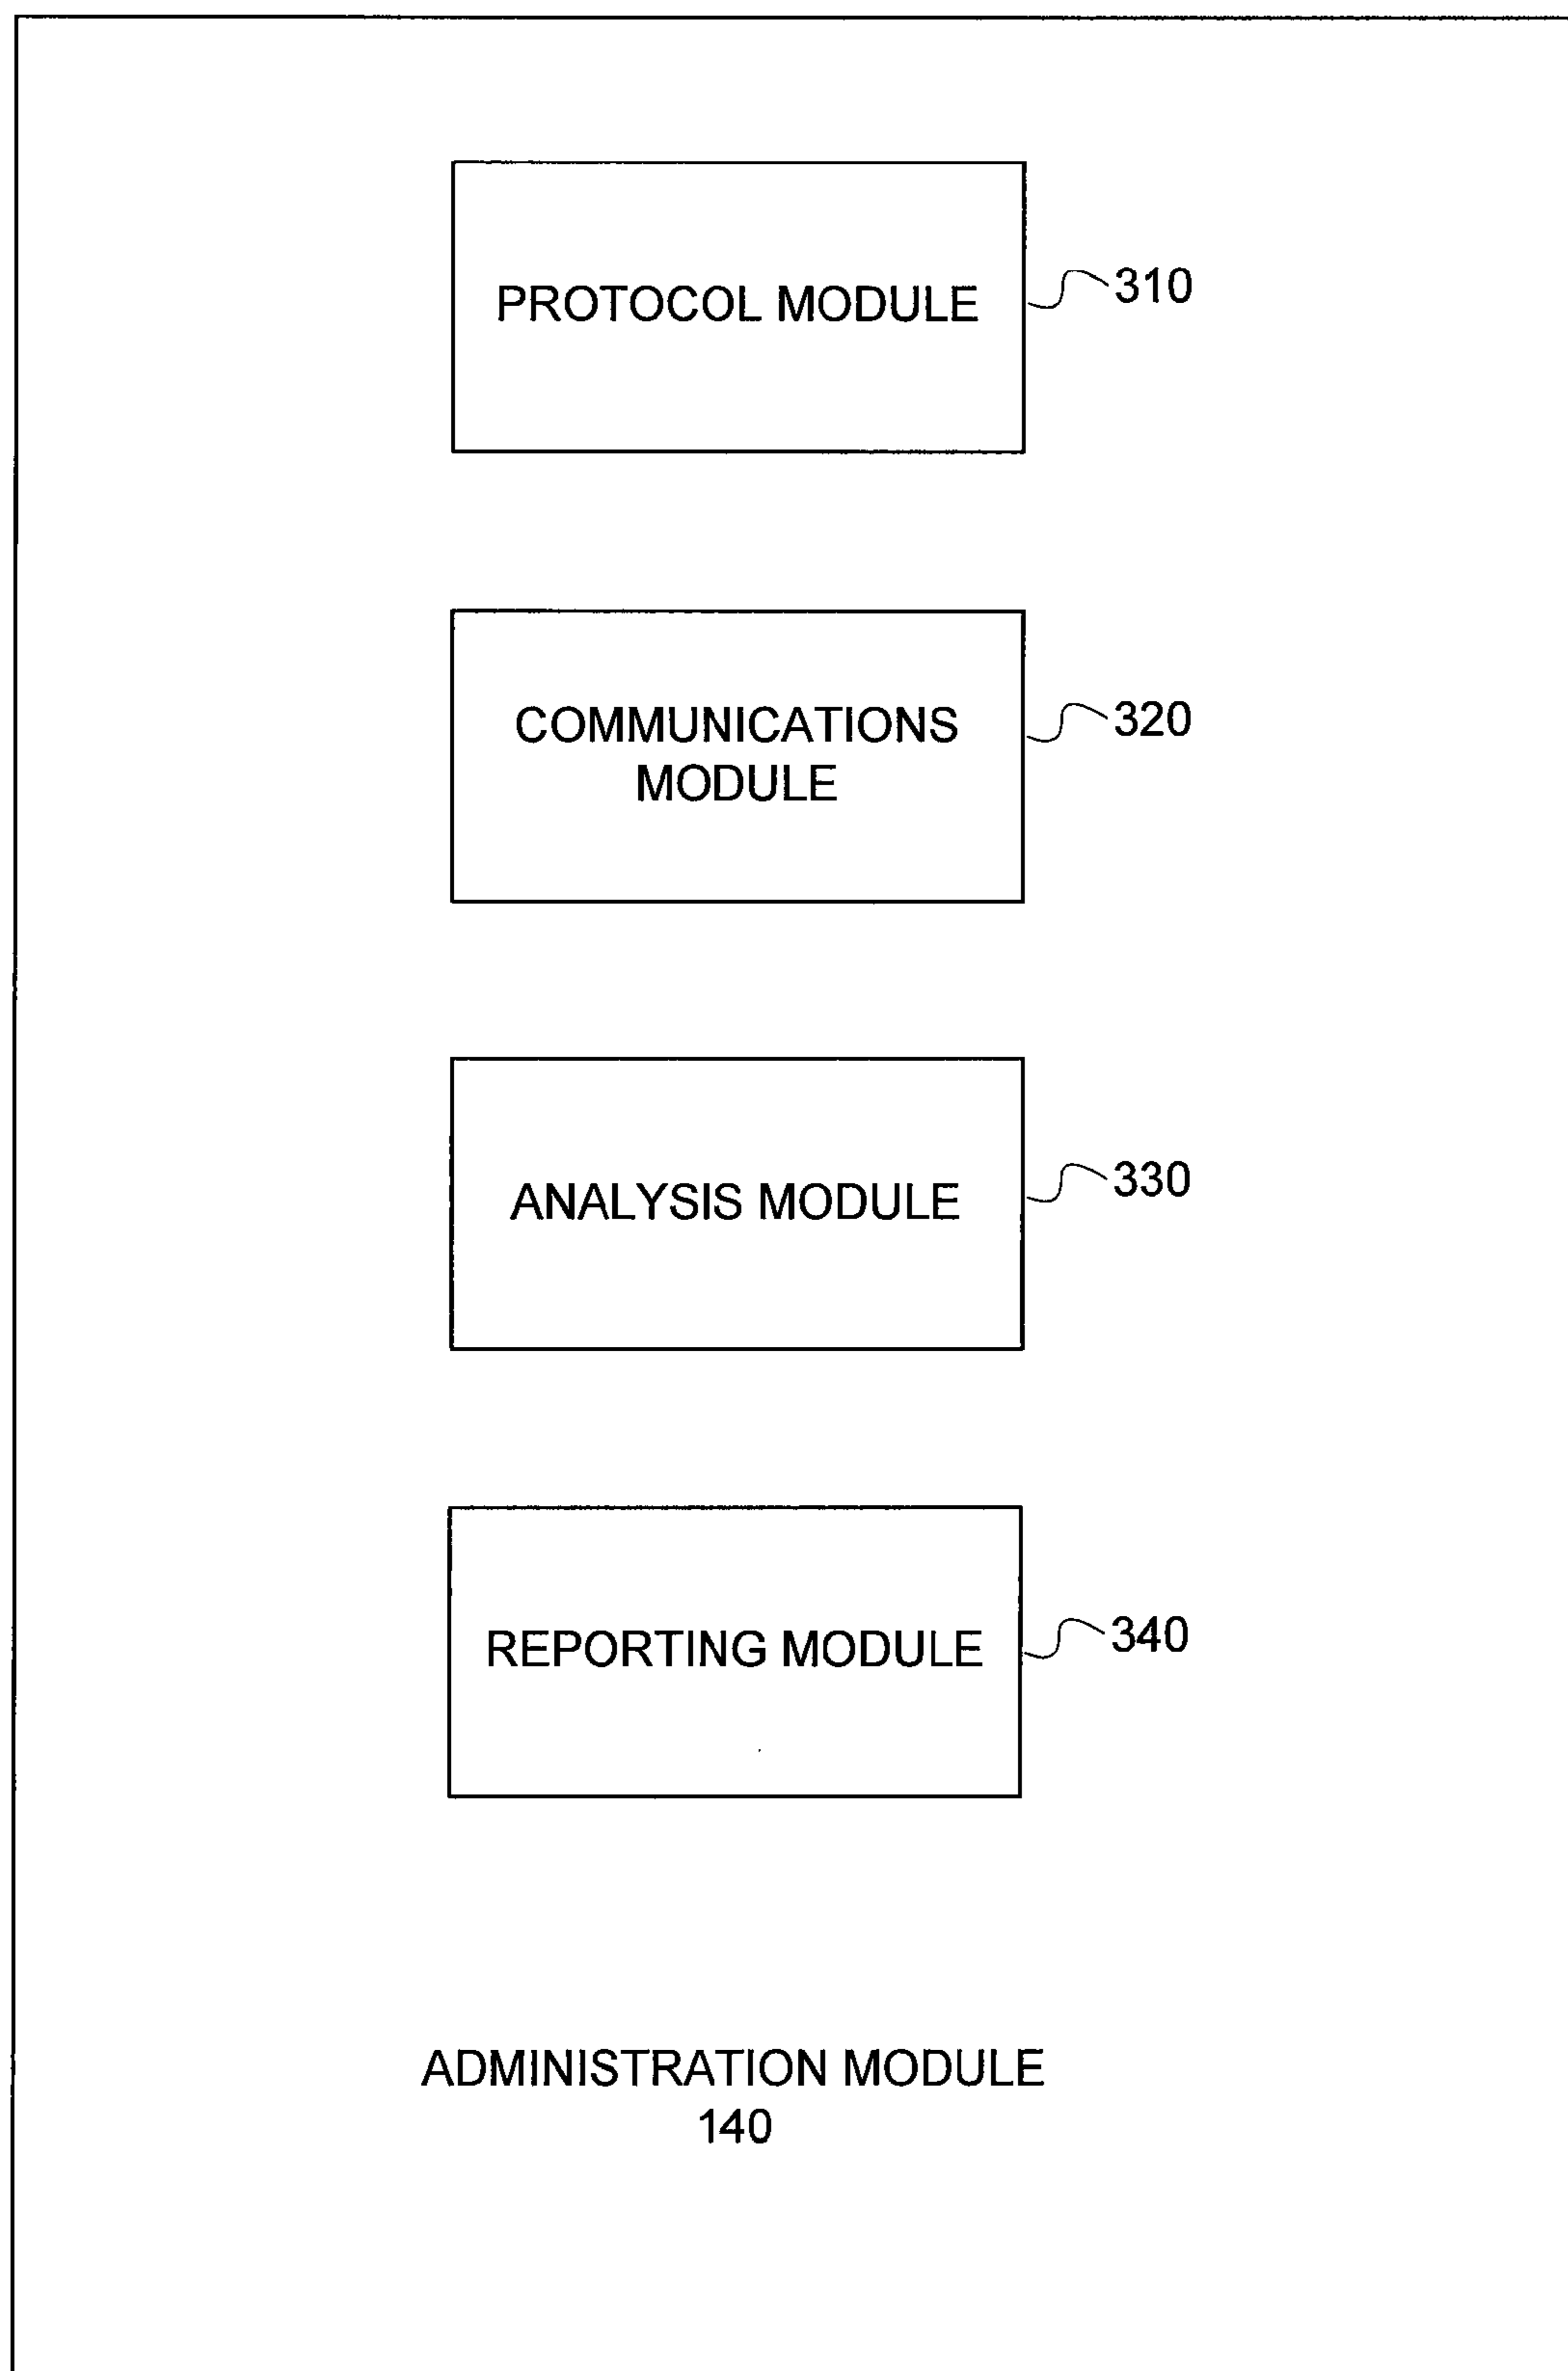 PROTOCOL MODULE
310
COMMUNICATIONS
MODULE
320
ANALYSIS MODULE
330
REPORTING MODULE
340
ADMINISTRATION MODULE
140